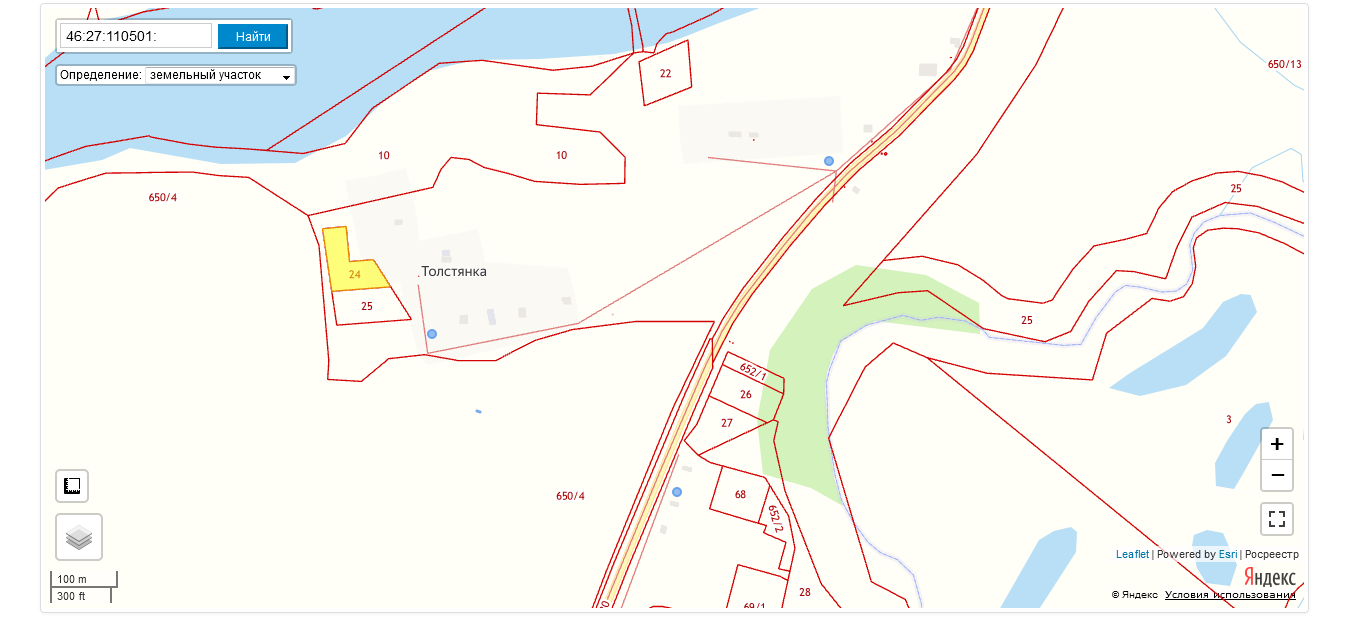 46:27:110501:
Найти
Определение: земельный участок
22
650/13
10
10
650/4
25
24
Толстянка
25
25
652/1
26
27
3
650/4
68
652/2
28
69/1
+
−
100 m
300 ft
Leaflet | Powered by Esri | Росреестр
Яндекс
© Яндекс Условия использования